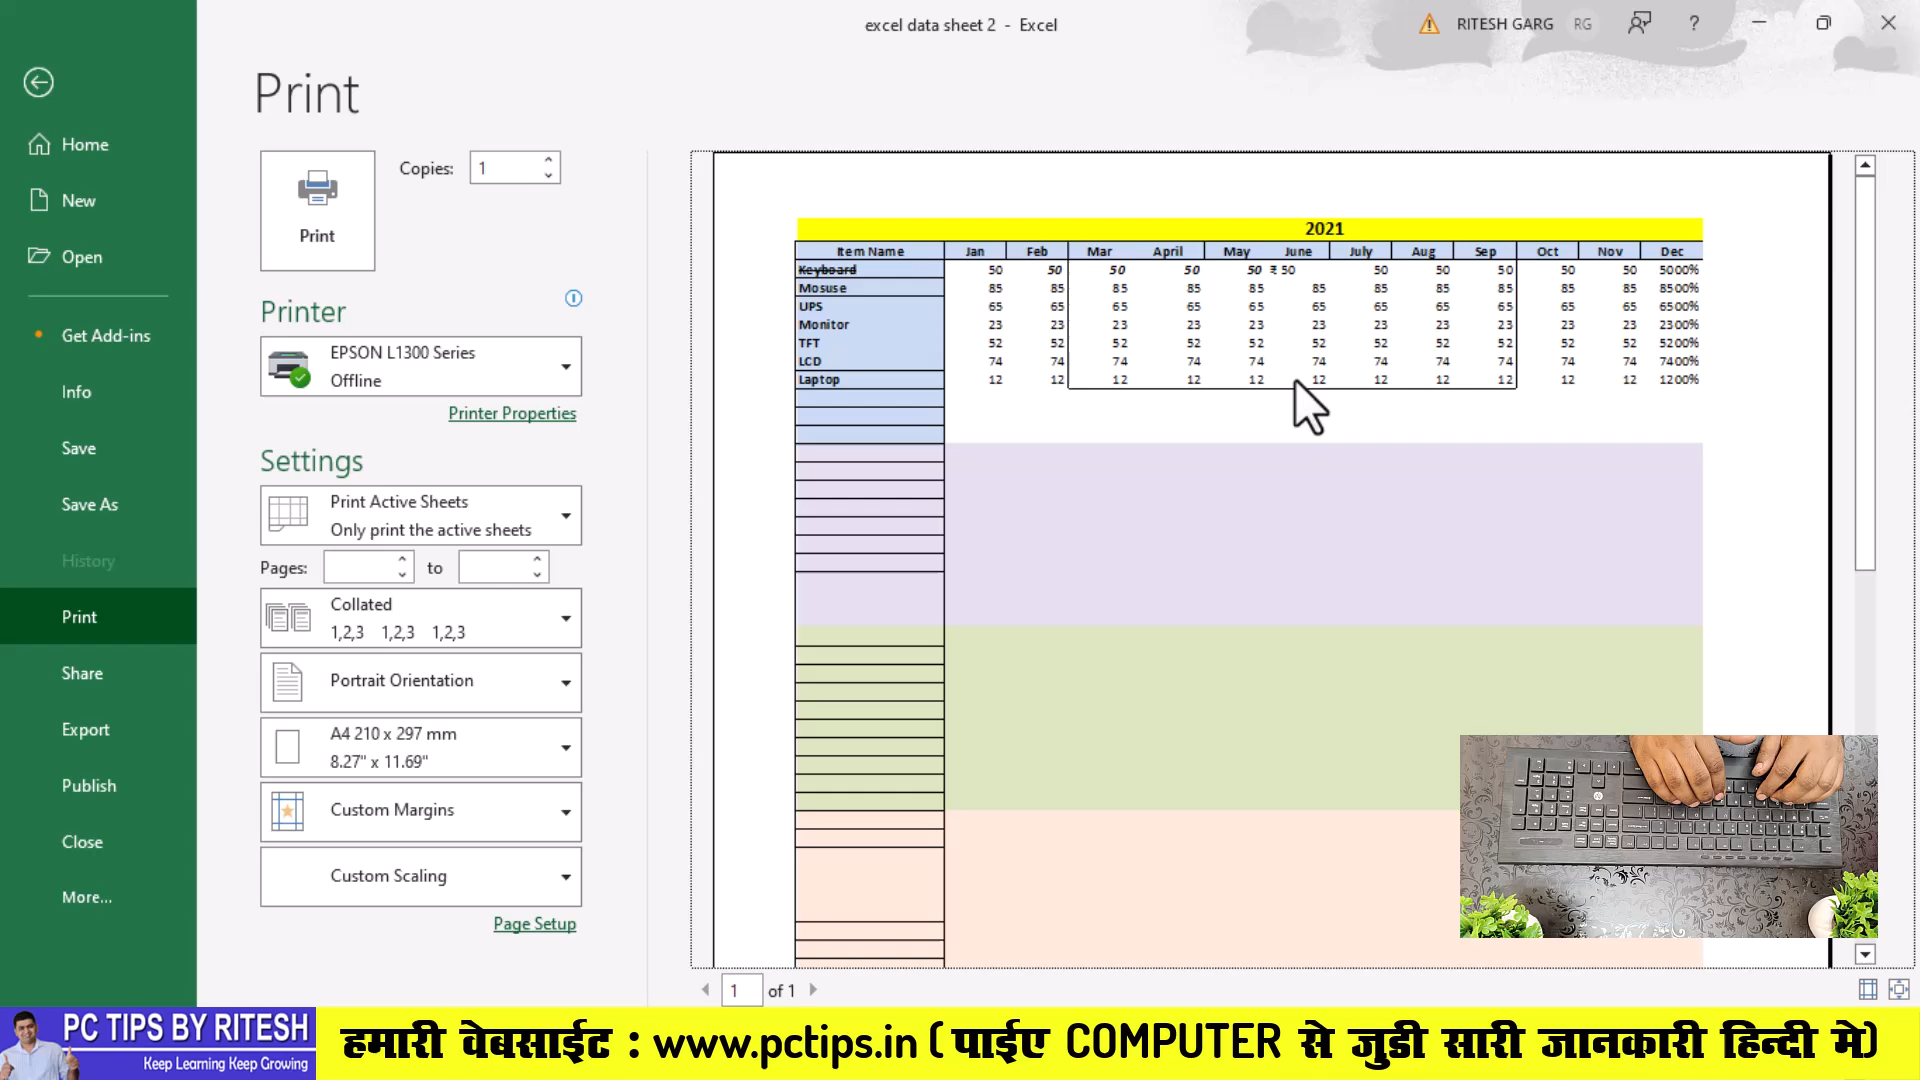 excel data sheet 2 - Excel
RITESH GARG RG
?
Print
Home
New
Open
Get Add-ins
Info
Save
Save As
History
Print
Share
Export
Publish
Close
More...
Print
Copies: 1
Printer
EPSON L1300 Series
Offline
Printer Properties
Settings
Print Active Sheets
Only print the active sheets
Pages: to
Collated
1,2,3 1,2,3 1,2,3
Portrait Orientation
A4 210 x 297 mm
8.27" x 11.69"
Custom Margins
Custom Scaling
Page Setup
2021
Item Name Jan Feb Mar April May June July Aug Sep Oct Nov Dec
Keyboard 50 50 50 50 50 ₹ 50 50 50 50 50 50 5000%
Mosuse 85 85 85 85 85 85 85 85 85 85 85 8500%
UPS 65 65 65 65 65 65 65 65 65 65 65 6500%
Monitor 23 23 23 23 23 23 23 23 23 23 23 2300%
TFT 52 52 52 52 52 52 52 52 52 52 52 5200%
LCD 74 74 74 74 74 74 74 74 74 74 74 7400%
Laptop 12 12 12 12 12 12 12 12 12 12 12 1200%
1 of 1
PC TIPS BY RITESH
Keep Learning Keep Growing
हमारी वेबसाईट : www.pctips.in ( पाईए COMPUTER से जुडी सारी जानकारी हिन्दी मे)